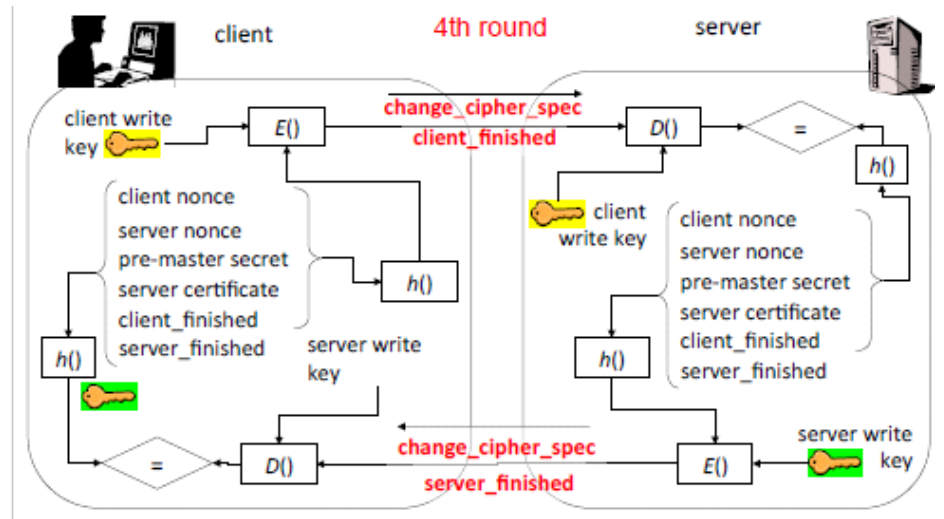 client
4th round
server
change_cipher_spec
client_finished
client write
key
E()
D()
=
h()
client nonce
server nonce
pre-master secret
server certificate
client_finished
server_finished
h()
h()
server write
key
client
write key
client nonce
server nonce
pre-master secret
server certificate
client_finished
server_finished
h()
change_cipher_spec
server_finished
=
D()
E()
server write
key